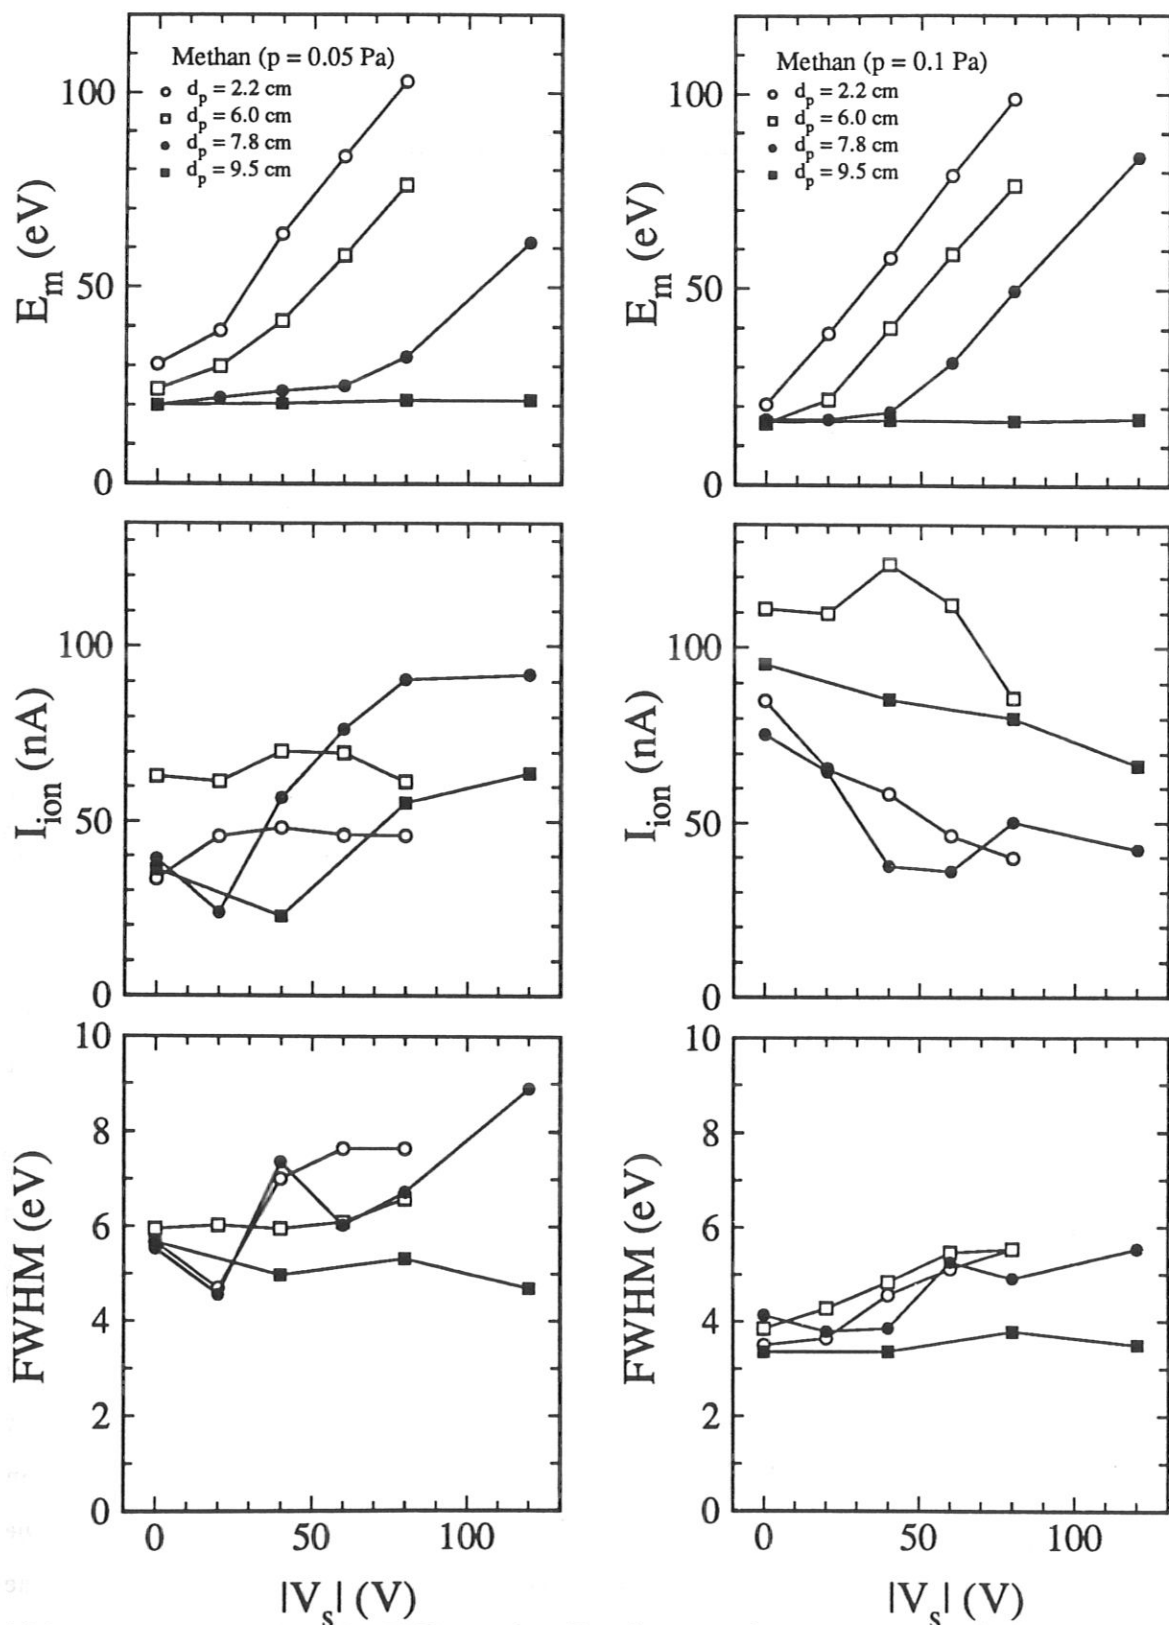 Methan (p = 0.05 Pa)
d_p = 2.2 cm
d_p = 6.0 cm
d_p = 7.8 cm
d_p = 9.5 cm
E_m (eV)
100
50
0
Methan (p = 0.1 Pa)
d_p = 2.2 cm
d_p = 6.0 cm
d_p = 7.8 cm
d_p = 9.5 cm
E_m (eV)
100
50
0
I_ion (nA)
100
50
0
I_ion (nA)
100
50
0
FWHM (eV)
10
8
6
4
2
0
0 50 100
|V_s| (V)
FWHM (eV)
10
8
6
4
2
0
0 50 100
|V_s| (V)